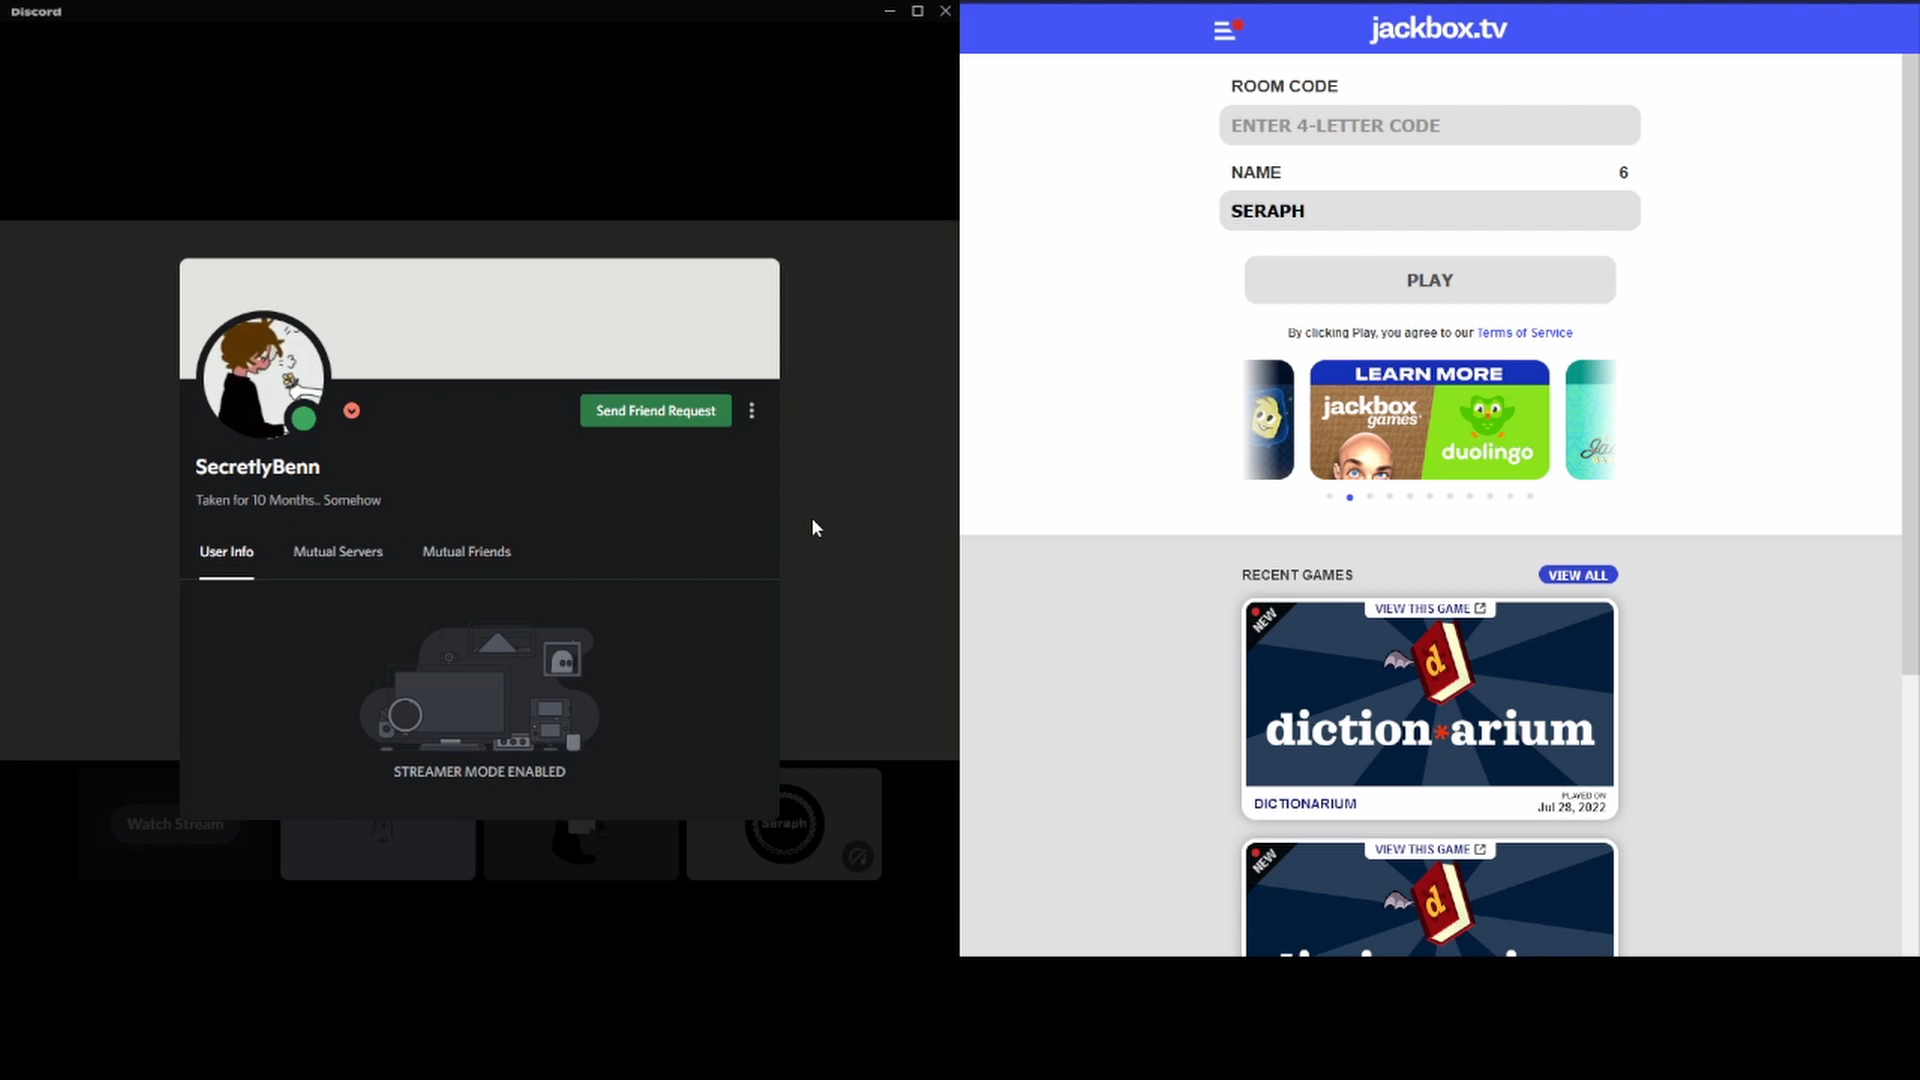 Discord
Send Friend Request
SecretlyBenn
Taken for 10 Months.. Somehow
User Info
Mutual Servers
Mutual Friends
STREAMER MODE ENABLED
Watch Stream
Seraph
jackbox.tv
ROOM CODE
ENTER 4-LETTER CODE
NAME 6
SERAPH
PLAY
By clicking Play, you agree to our Terms of Service
LEARN MORE
jackbox
games
duolingo
RECENT GAMES VIEW ALL
NEW
VIEW THIS GAME
d
diction*arium
DICTIONARIUM
PLAYED ON
Jul 28, 2022
NEW
VIEW THIS GAME
d